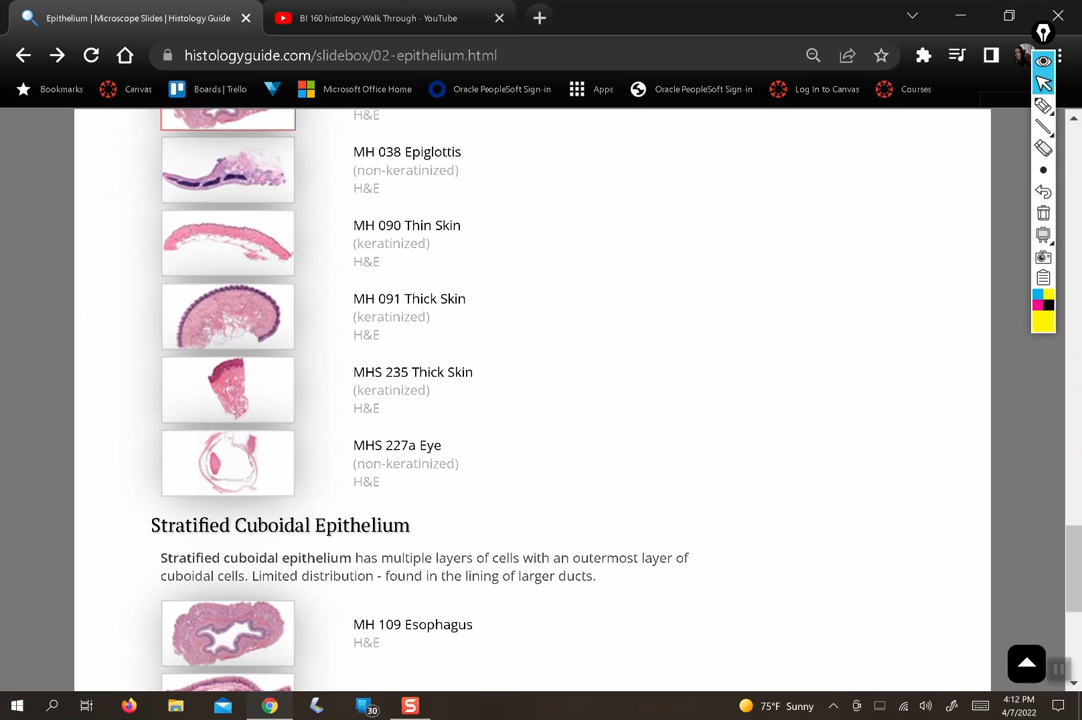 Epithelium | Microscope Slides | Histology Guide
BI 160 histology Walk Through - YouTube
histologyguide.com/slidebox/02-epithelium.html
Bookmarks
Canvas
Boards | Trello
Microsoft Office Home
Oracle PeopleSoft Sign-in
Apps
Oracle PeopleSoft Sign-in
Log In to Canvas
Courses
H&E
MH 038 Epiglottis
(non-keratinized)
H&E
MH 090 Thin Skin
(keratinized)
H&E
MH 091 Thick Skin
(keratinized)
H&E
MHS 235 Thick Skin
(keratinized)
H&E
MHS 227a Eye
(non-keratinized)
H&E
Stratified Cuboidal Epithelium
Stratified cuboidal epithelium has multiple layers of cells with an outermost layer of
cuboidal cells. Limited distribution - found in the lining of larger ducts.
MH 109 Esophagus
H&E
30
S
75°F Sunny
4:12 PM
4/7/2022